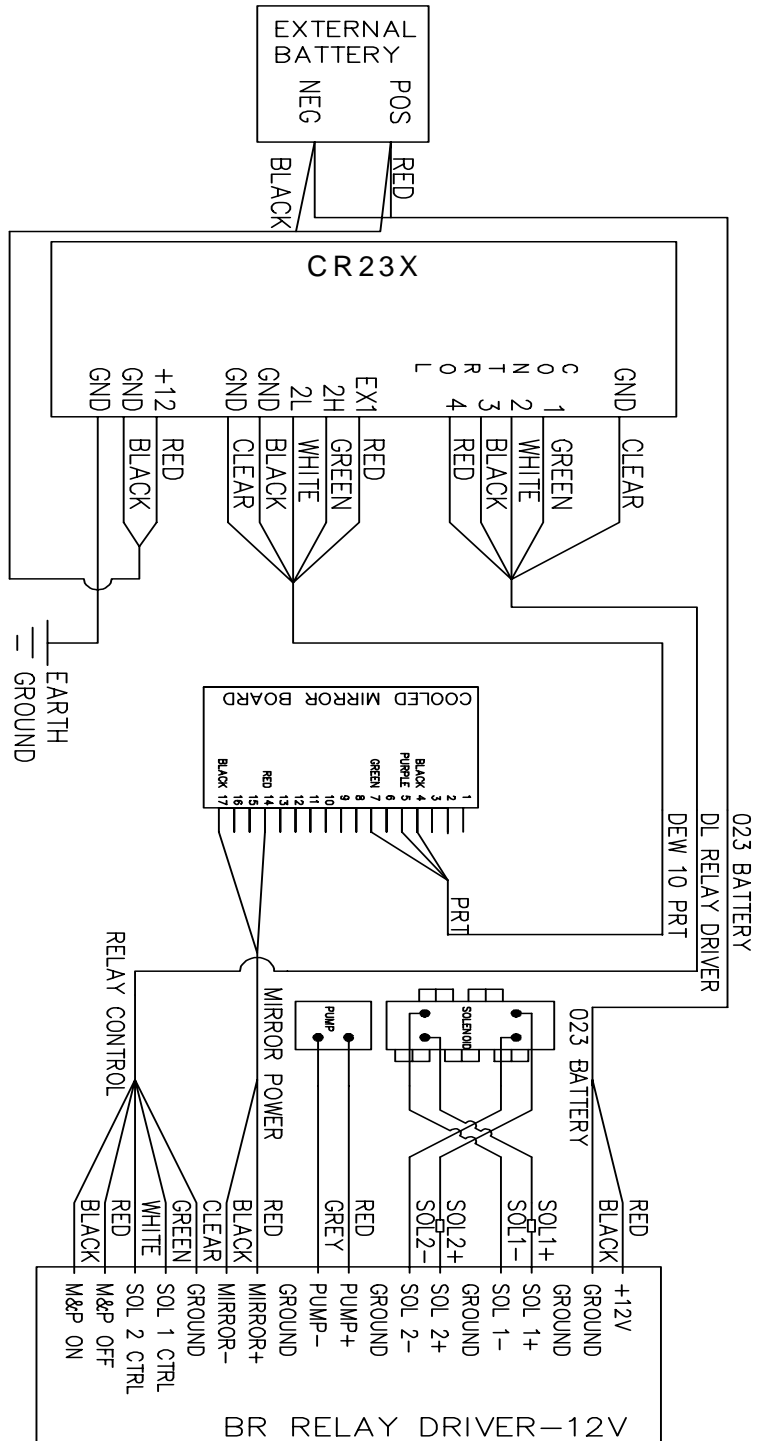 EXTERNAL
BATTERY
POS
NEG
RED
BLACK
CR23X
GND
CONTROL
1
2
3
4
EX1
2H
2L
GND
GND
+12
GND
GND
CLEAR
GREEN
WHITE
BLACK
RED
RED
GREEN
WHITE
BLACK
CLEAR
RED
BLACK
EARTH
GROUND
023 BATTERY
DL RELAY DRIVER
DEW 10 PRT
COOLED MIRROR BOARD
1
2
3
BLACK 4
PURPLE 5
6
GREEN 7
8
9
10
11
12
13
RED 14
15
16
BLACK 17
PRT
023 BATTERY
SOLENOID
PUMP
MIRROR POWER
RELAY CONTROL
RED
BLACK
SOL1+
SOL1-
SOL2+
SOL2-
RED
GREY
RED
BLACK
CLEAR
GREEN
WHITE
RED
BLACK
+12V
GROUND
GROUND
SOL 1+
SOL 1-
SOL 2+
SOL 2-
GROUND
PUMP+
PUMP-
GROUND
MIRROR+
MIRROR-
GROUND
SOL 1 CTRL
SOL 2 CTRL
M&P OFF
M&P ON
BR RELAY DRIVER-12V